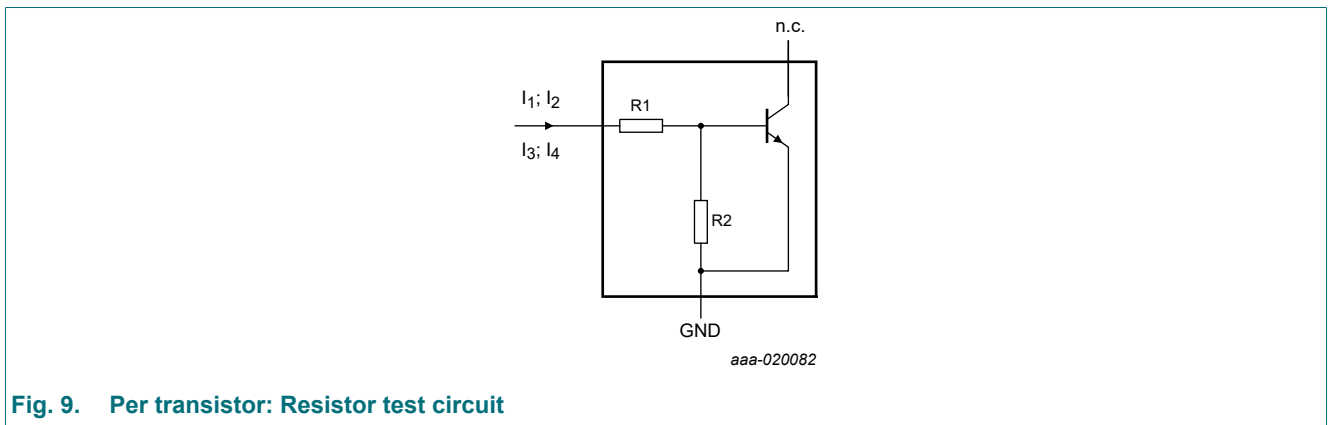 n.c.
I1; I2
R1
I3; I4
R2
GND
aaa-020082
Fig. 9. Per transistor: Resistor test circuit